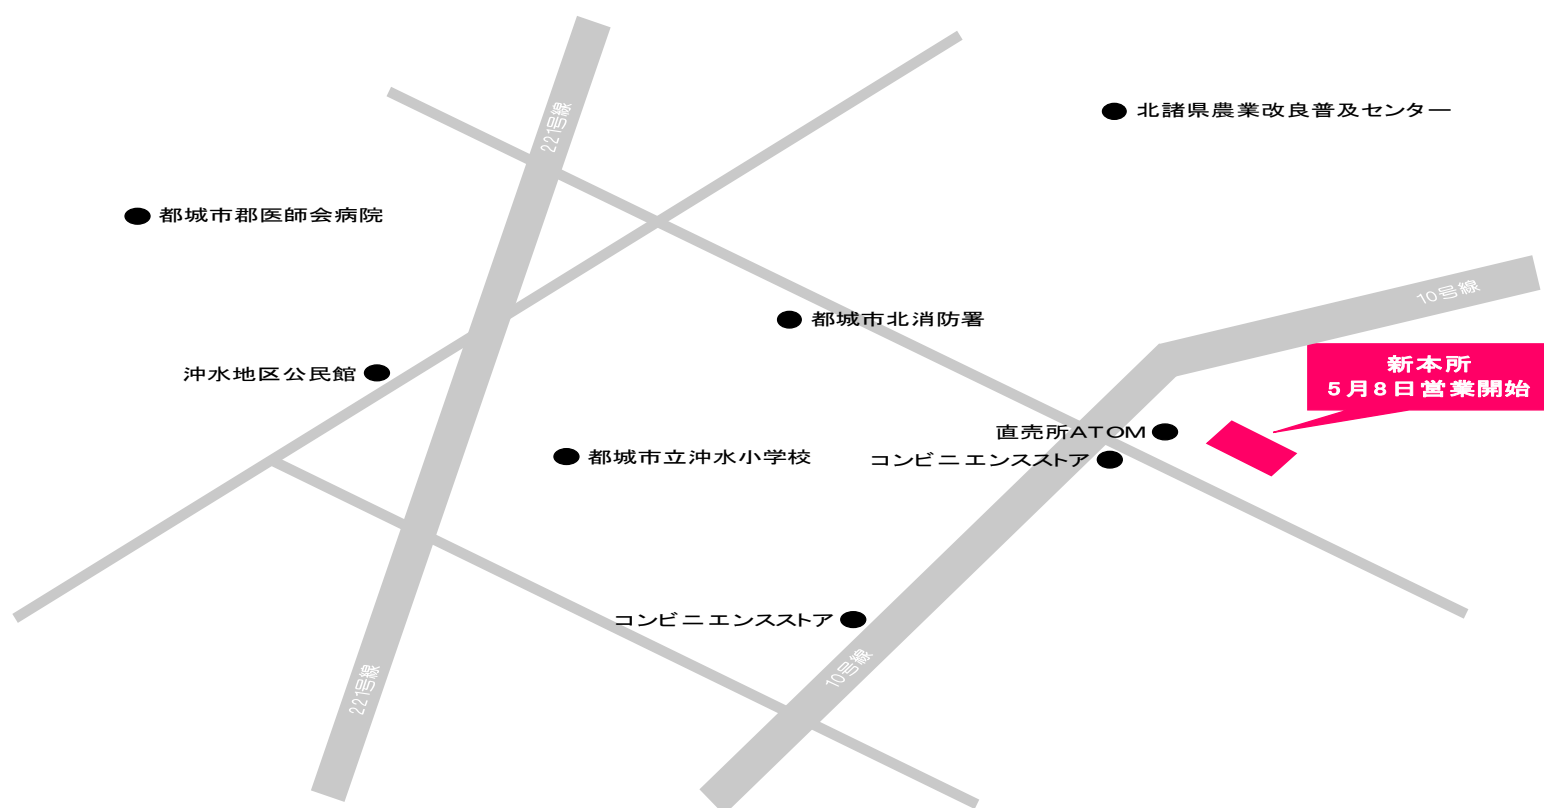 221号線
北諸県農業改良普及センター
都城市郡医師会病院
10号線
都城市北消防署
新本所
5月8日営業開始
沖水地区公民館
直売所ATOM
コンビニエンスストア
都城市立沖水小学校
コンビニエンスストア
10号線
221号線